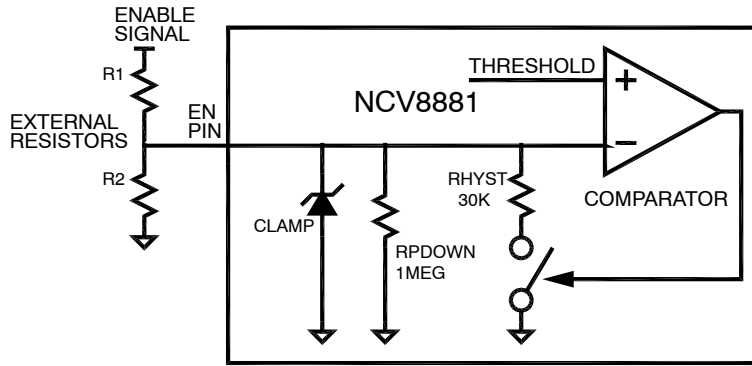 ENABLE
SIGNAL
R1
THRESHOLD
+
NCV8881
EN
PIN
EXTERNAL
RESISTORS
−
R2
RHYST
30K
COMPARATOR
CLAMP
RPDOWN
1MEG